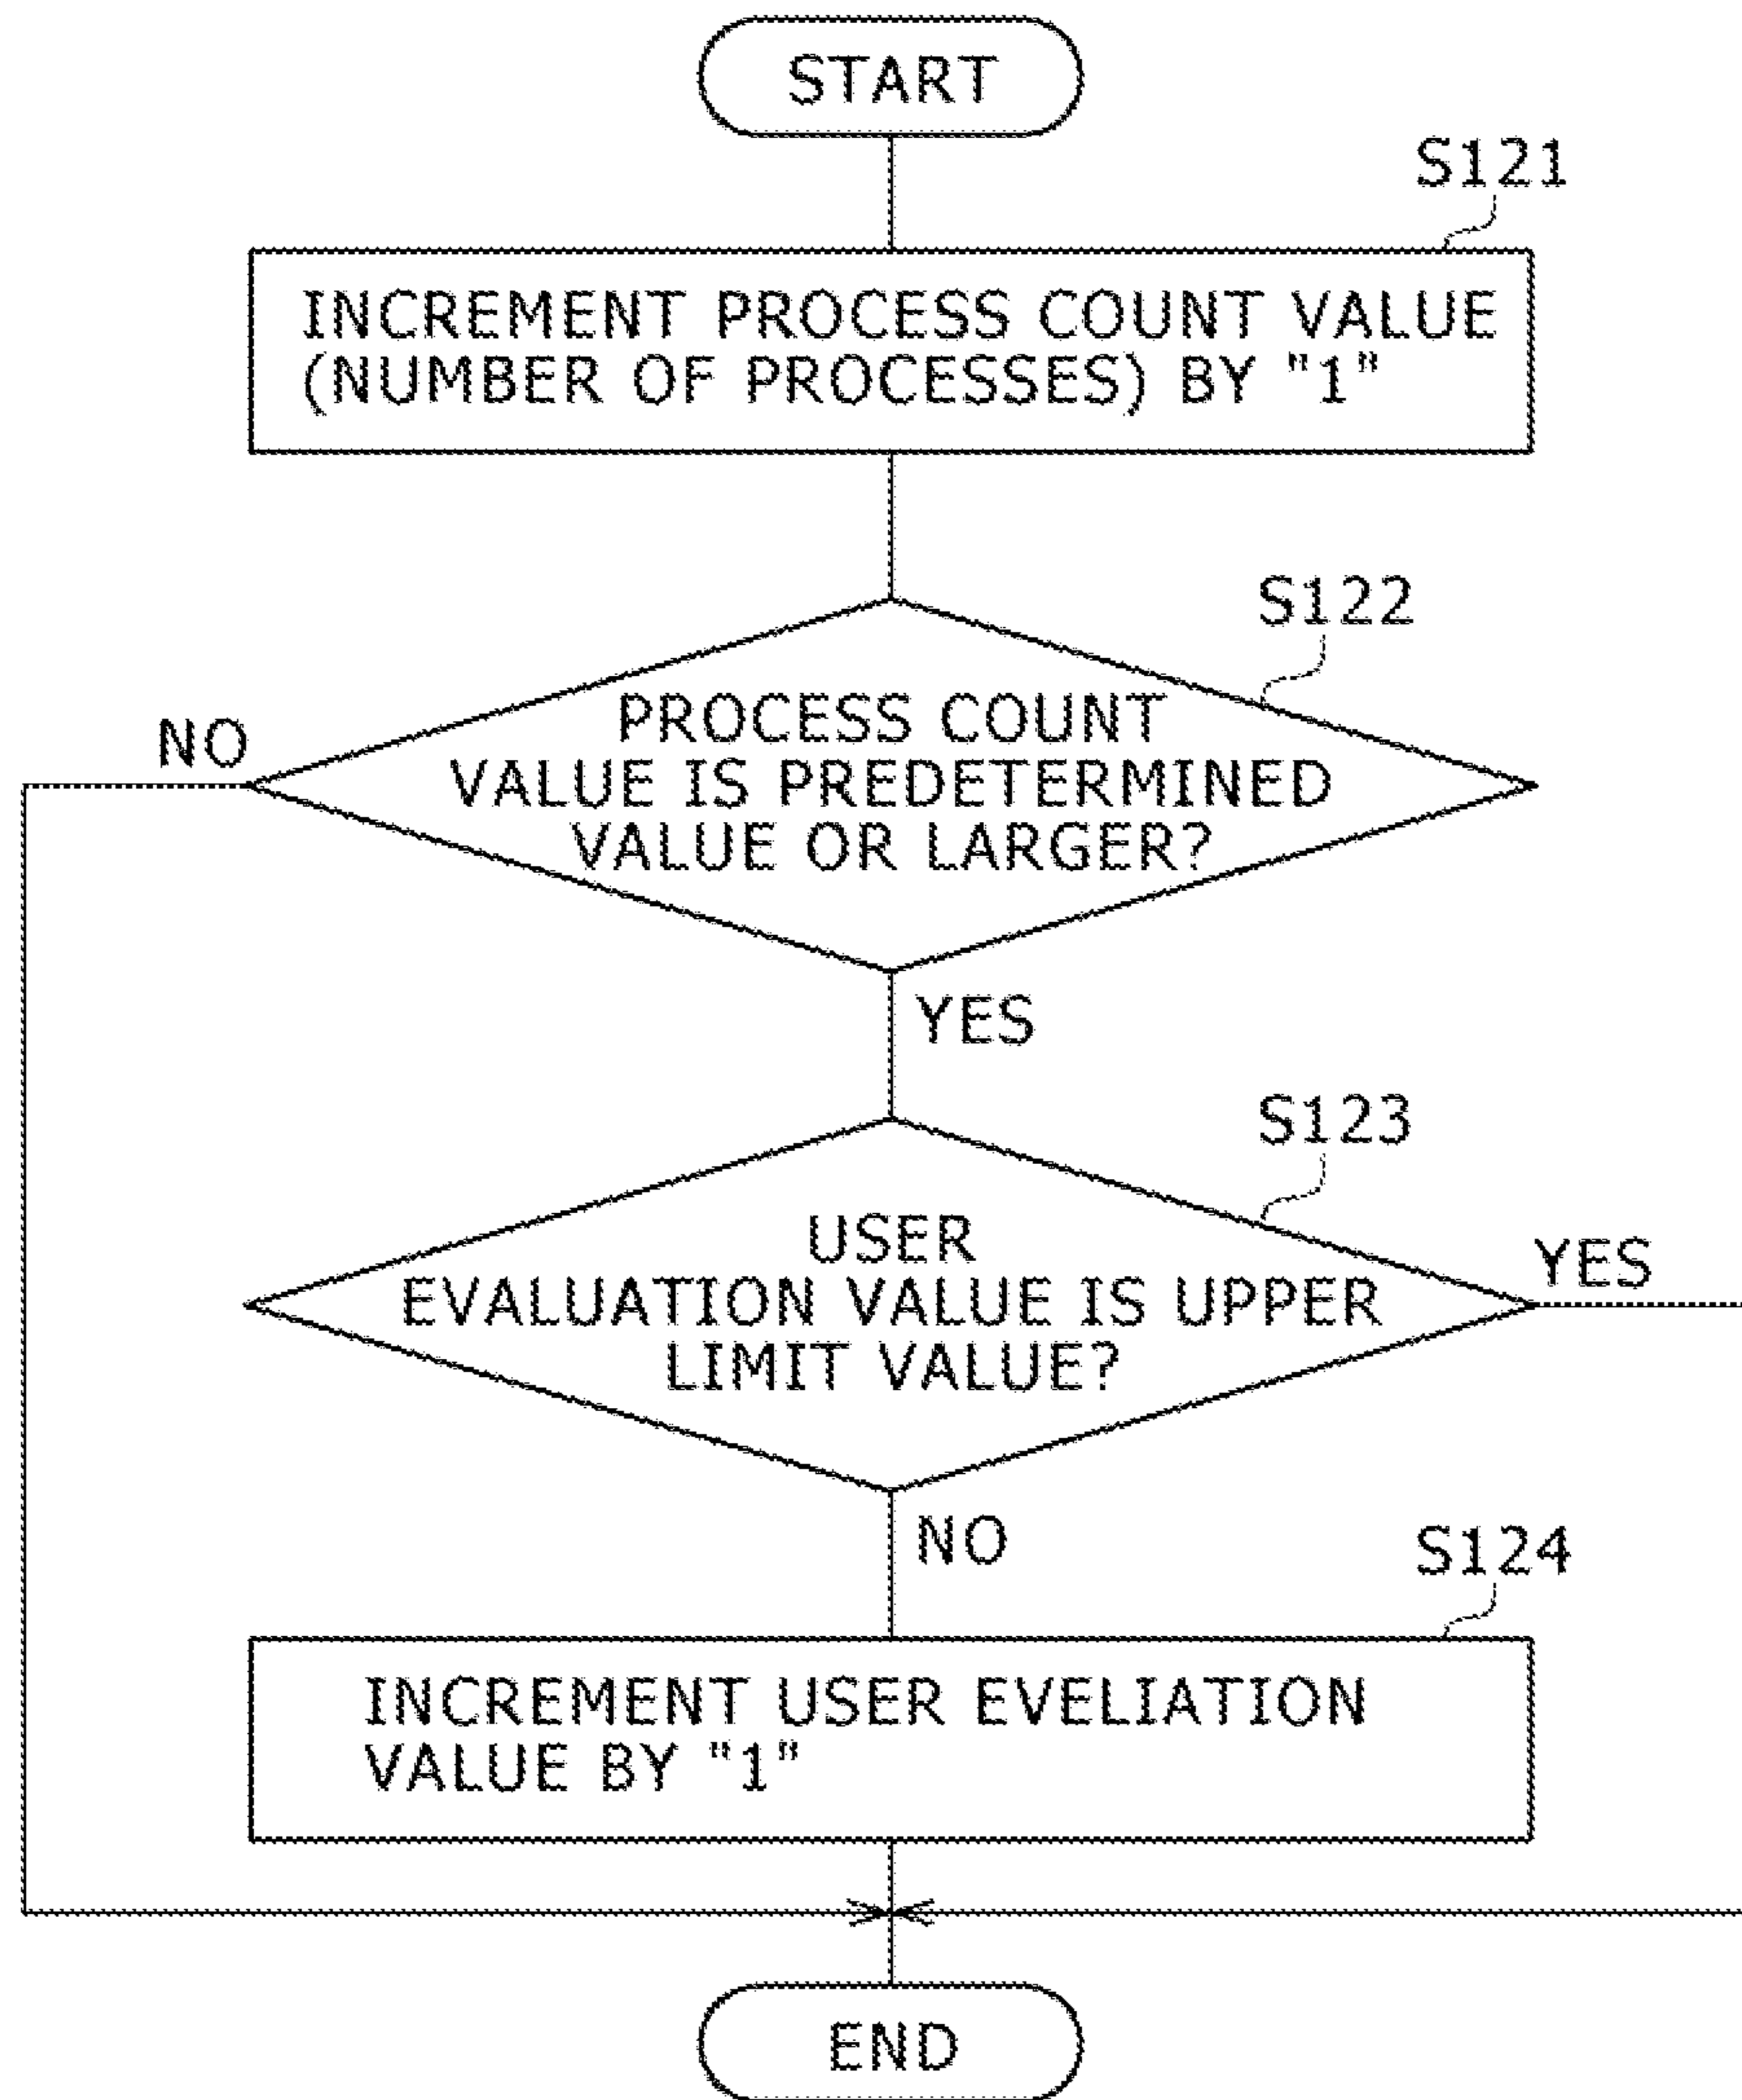 START
S121
INCREMENT PROCESS COUNT VALUE
(NUMBER OF PROCESSES) BY "1"
S122
NO
PROCESS COUNT
VALUE IS PREDETERMINED
VALUE OR LARGER?
YES
S123
USER
EVALUATION VALUE IS UPPER
LIMIT VALUE?
YES
NO
S124
INCREMENT USER EVELIATION
VALUE BY "1"
END